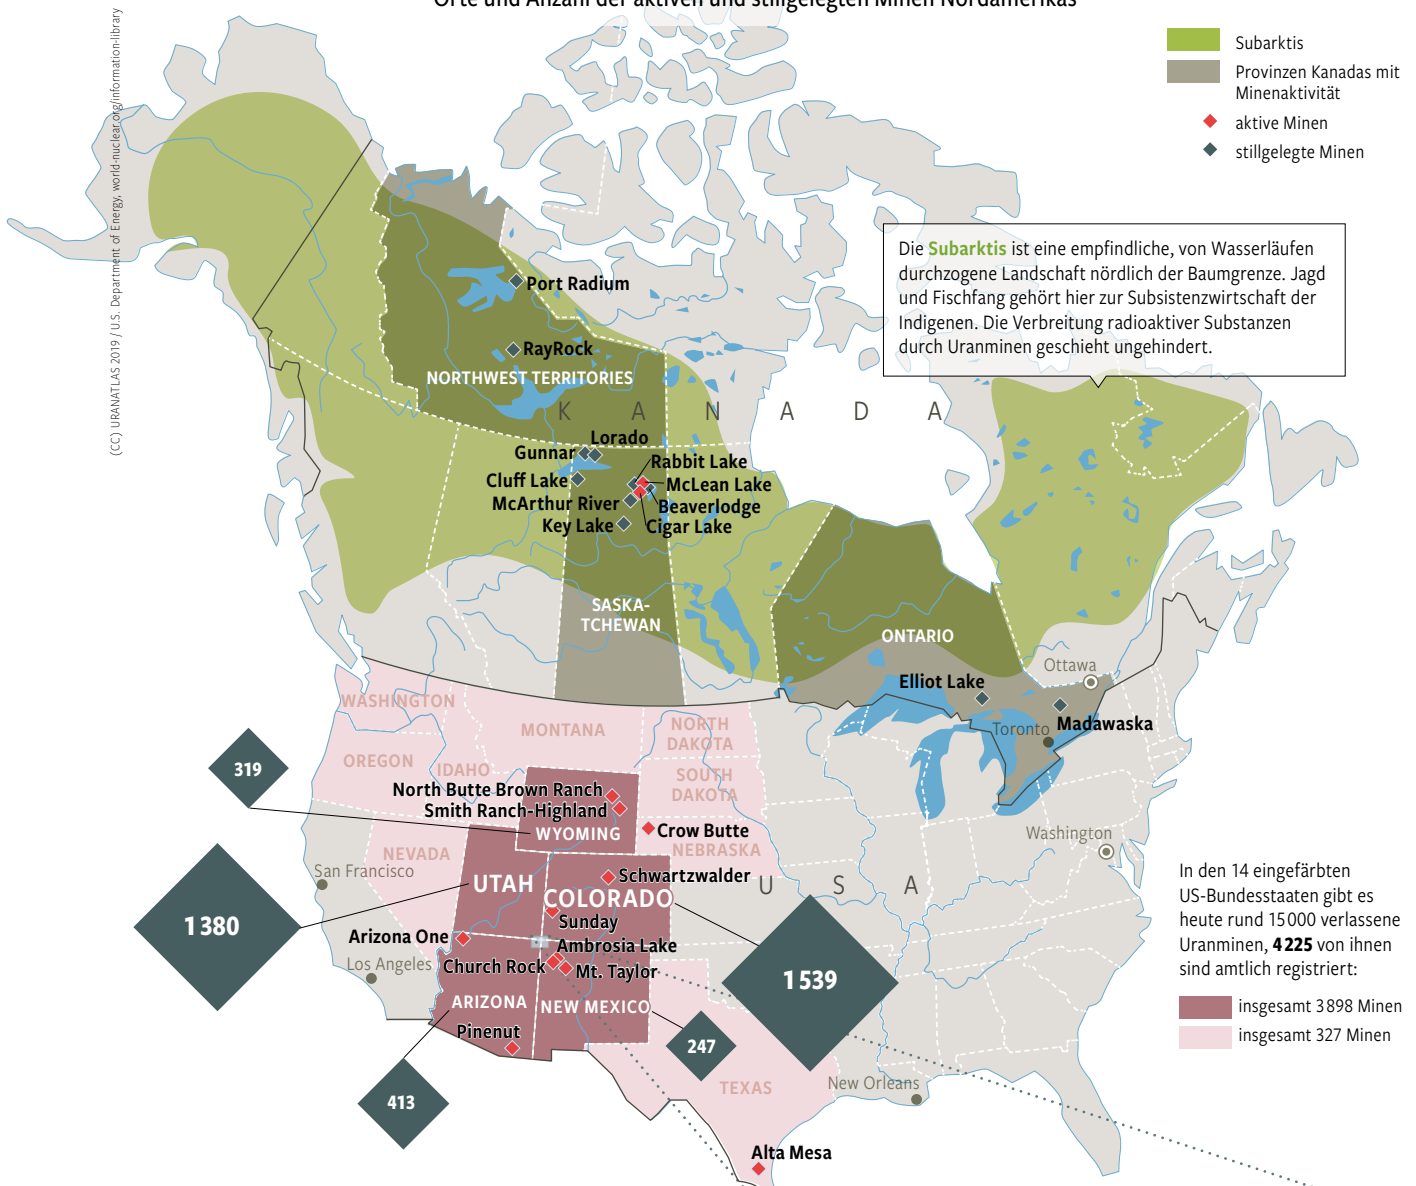 Orte und Anzahl der aktiven und stillgelegten Minen Nordamerikas
(CC) URANATLAS 2019 / U.S. Department of Energy, world-nuclear.org/information-library
Subarktis
Provinzen Kanadas mit
Minenaktivität
aktive Minen
stillgelegte Minen
Die Subarktis ist eine empfindliche, von Wasserläufen
durchzogene Landschaft nördlich der Baumgrenze. Jagd
und Fischfang gehört hier zur Subsistenzwirtschaft der
Indigenen. Die Verbreitung radioaktiver Substanzen
durch Uranminen geschieht ungehindert.
Port Radium
RayRock
NORTHWEST TERRITORIES
K A N A D A
Lorado
Gunnar
Rabbit Lake
Cluff Lake
McLean Lake
McArthur River
Beaverlodge
Key Lake
Cigar Lake
SASKA-
TCHEWAN
ONTARIO
Ottawa
Elliot Lake
Madawaska
Toronto
WASHINGTON
MONTANA
NORTH
DAKOTA
OREGON
IDAHO
SOUTH
DAKOTA
319
North Butte Brown Ranch
Smith Ranch-Highland
WYOMING
Crow Butte
NEBRASKA
Washington
NEVADA
San Francisco
UTAH
Schwartzwalder
COLORADO
U S A
1 380
Sunday
Arizona One
Ambrosia Lake
Los Angeles
Church Rock
Mt. Taylor
1 539
ARIZONA
NEW MEXICO
Pinenut
247
413
TEXAS
New Orleans
Alta Mesa
In den 14 eingefärbten
US-Bundesstaaten gibt es
heute rund 15 000 verlassene
Uranminen, 4 225 von ihnen
sind amtlich registriert:
insgesamt 3 898 Minen
insgesamt 327 Minen